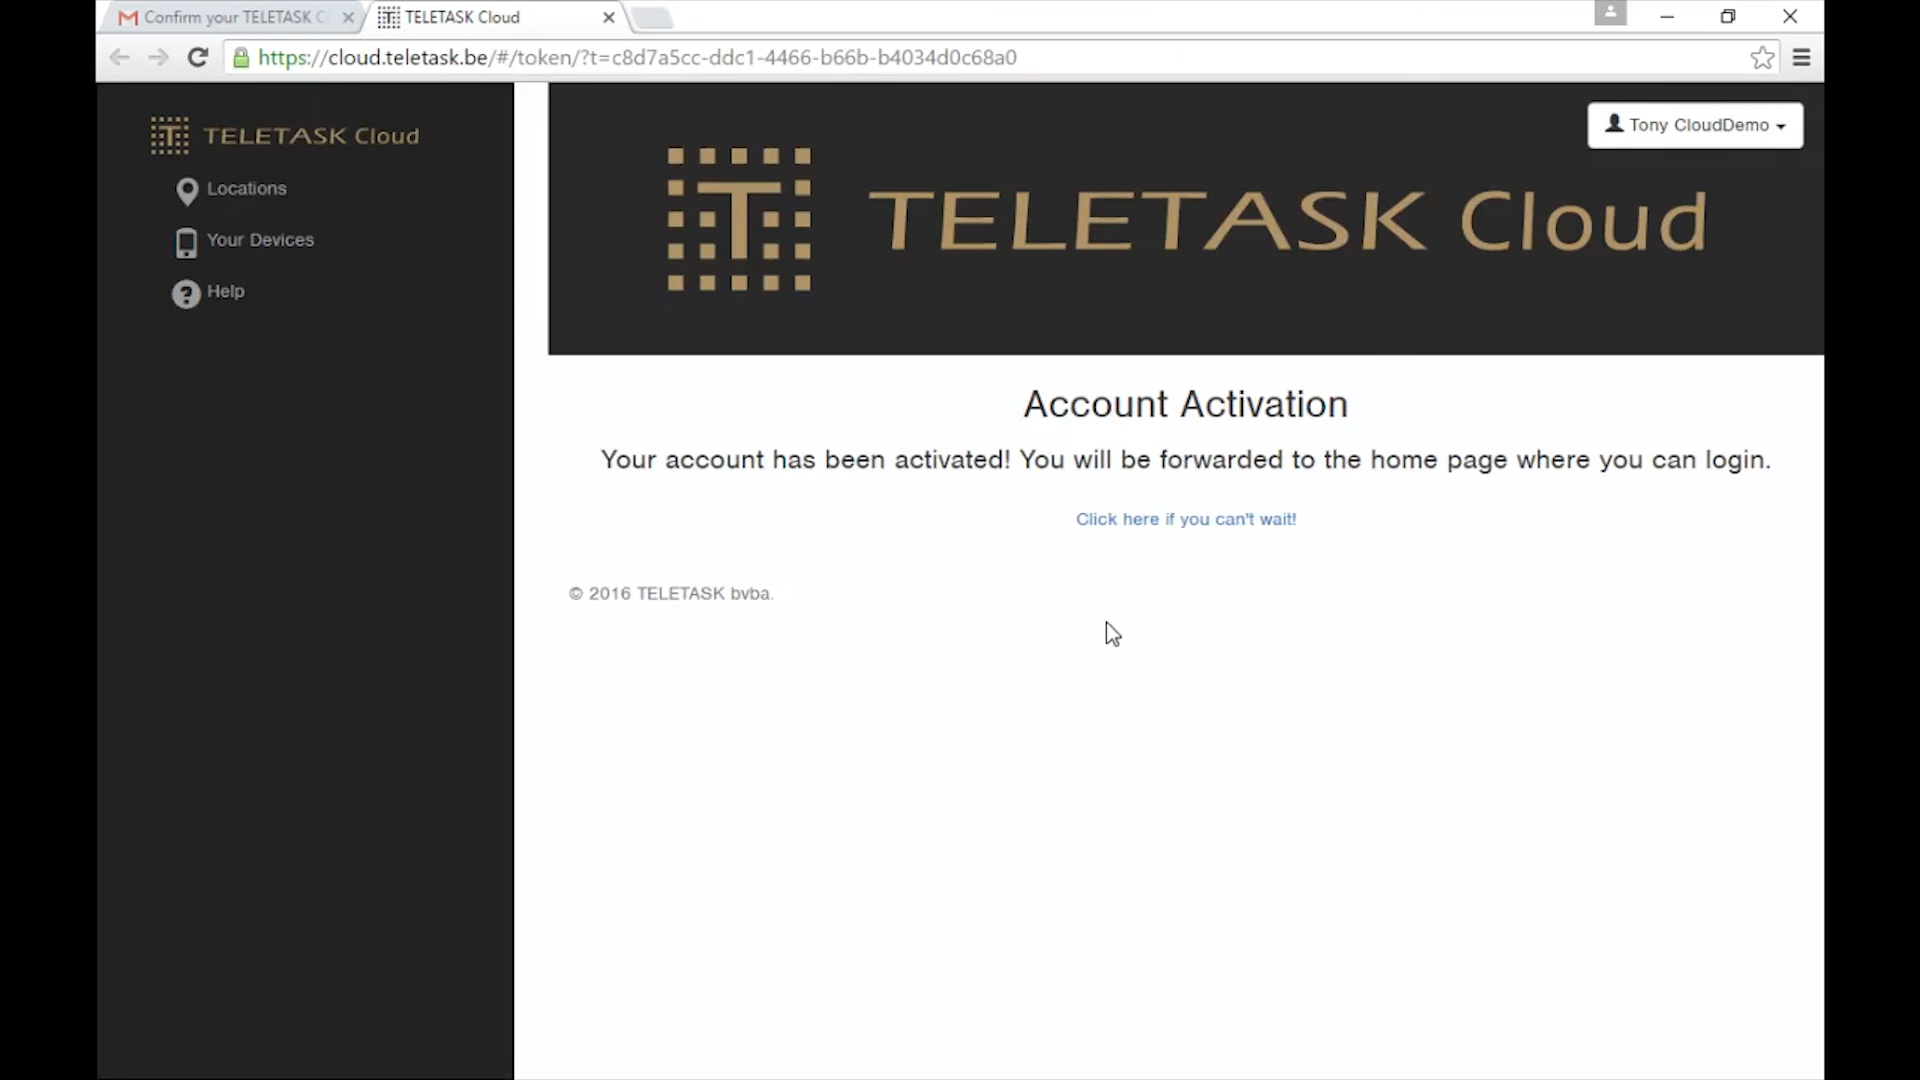 Confirm your TELETASK C
TELETASK Cloud
https://cloud.teletask.be/#/token/?t=c8d7a5cc-ddc1-4466-b66b-b4034d0c68a0
TELETASK Cloud
Locations
Your Devices
Help
Tony CloudDemo
TELETASK Cloud
Account Activation
Your account has been activated! You will be forwarded to the home page where you can login.
Click here if you can't wait!
© 2016 TELETASK bvba.